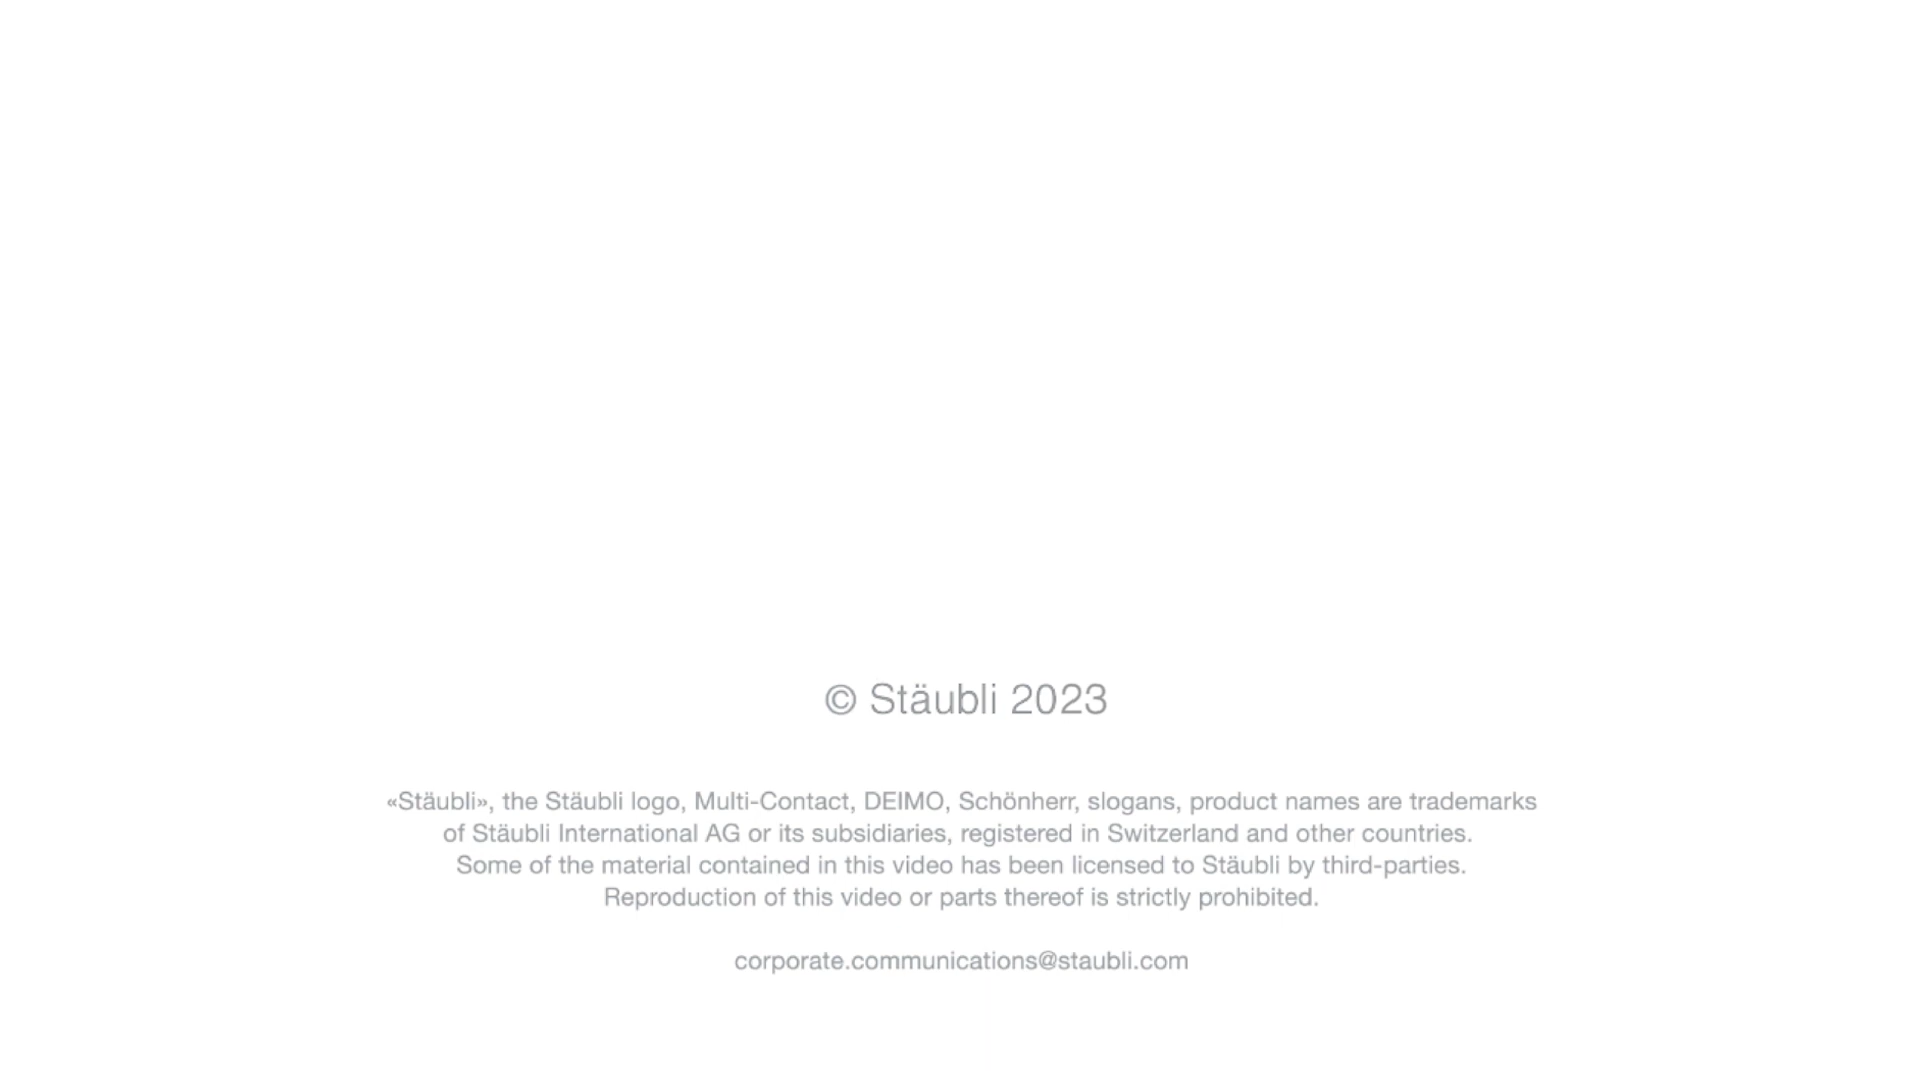 © Stäubli 2023
«Stäubli», the Stäubli logo, Multi-Contact, DEIMO, Schönherr, slogans, product names are trademarks
of Stäubli International AG or its subsidiaries, registered in Switzerland and other countries.
Some of the material contained in this video has been licensed to Stäubli by third-parties.
Reproduction of this video or parts thereof is strictly prohibited.
corporate.communications@staubli.com